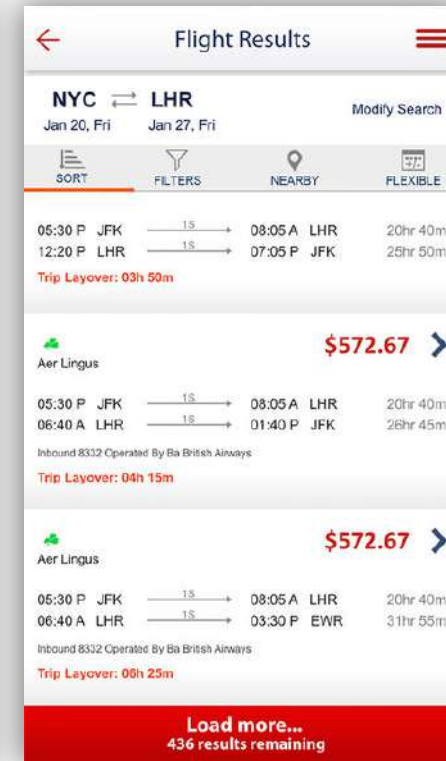 Flight Results
NYC ⇄ LHR
Jan 20, Fri Jan 27, Fri
Modify Search
SORT FILTERS NEARBY FLEXIBLE
05:30 P JFK 1S 08:05 A LHR 20hr 40m
12:20 P LHR 1S 07:05 P JFK 25hr 50m
Trip Layover: 03h 50m
$572.67
Aer Lingus
05:30 P JFK 1S 08:05 A LHR 20hr 40m
06:40 A LHR 1S 01:40 P JFK 26hr 45m
Inbound 8332 Operated By Ba British Airways
Trip Layover: 04h 15m
$572.67
Aer Lingus
05:30 P JFK 1S 08:05 A LHR 20hr 40m
06:40 A LHR 1S 03:30 P EWR 31hr 55m
Inbound 8332 Operated By Ba British Airways
Trip Layover: 06h 25m
Load more...
436 results remaining